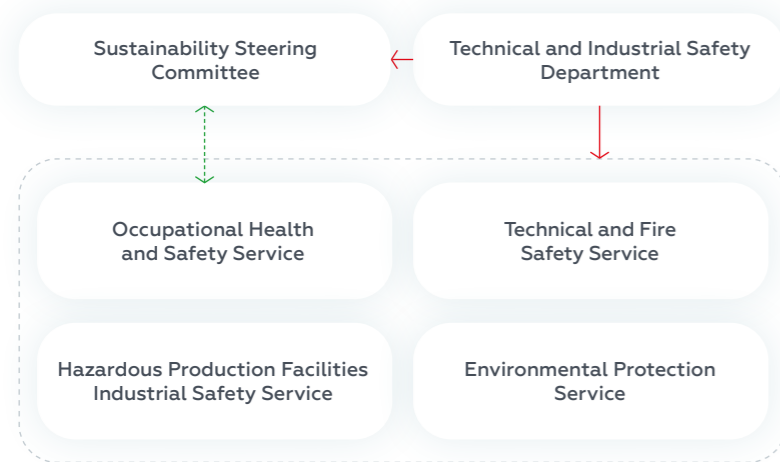 Sustainability Steering
Committee
Technical and Industrial Safety
Department
Occupational Health
and Safety Service
Technical and Fire
Safety Service
Hazardous Production Facilities
Industrial Safety Service
Environmental Protection
Service